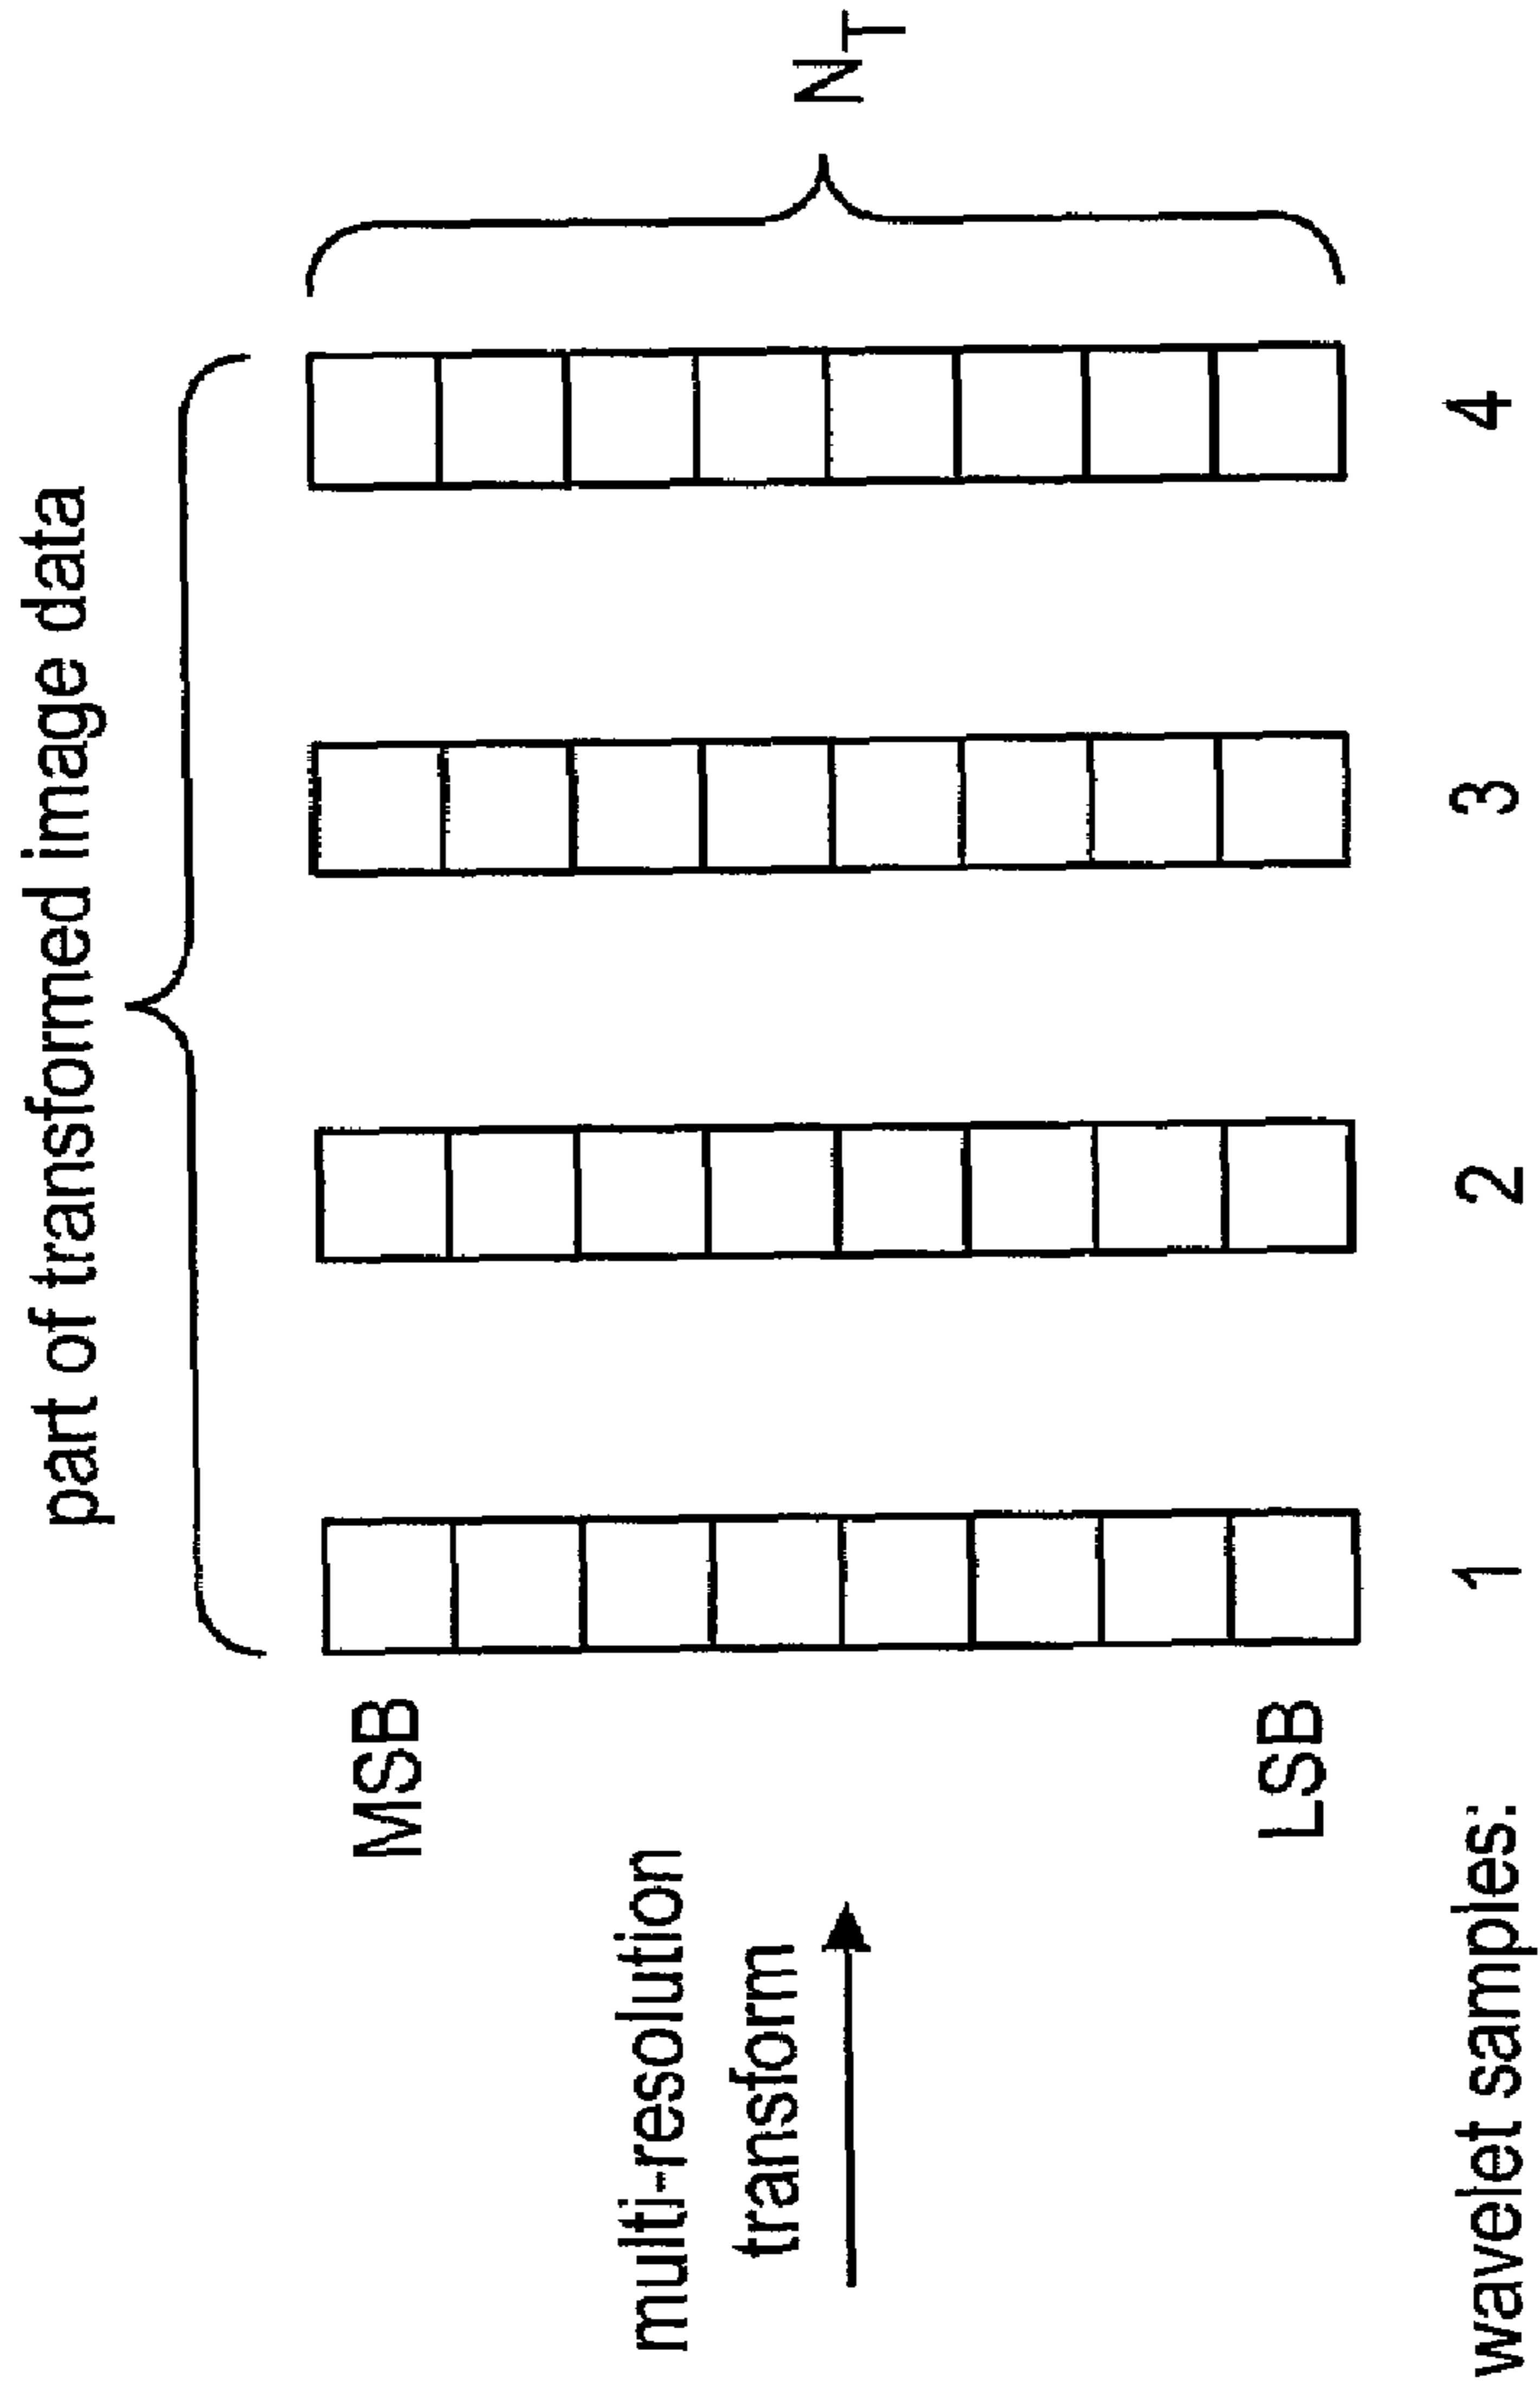 part of transformed image data
MSB
N_T
multi-resolution
transform
LSB
wavelet samples: 1 2 3 4